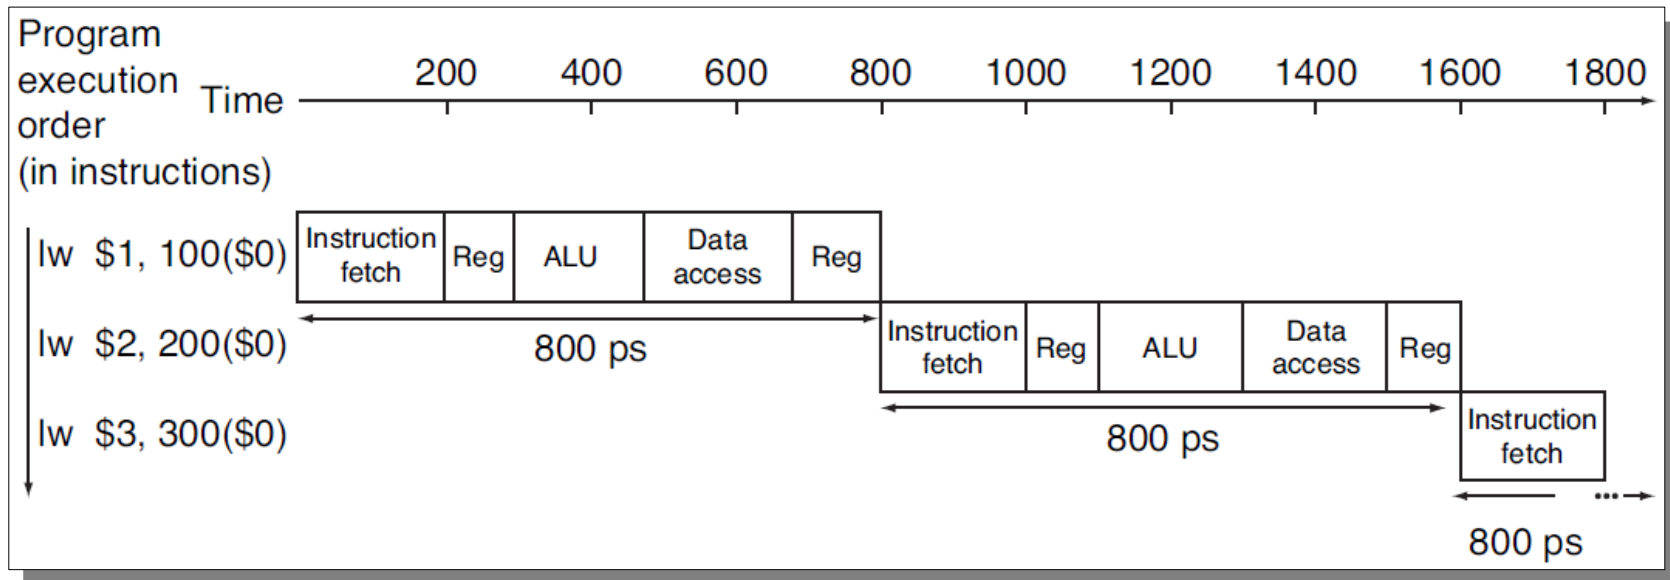 Program
execution
order
(in instructions)
Time
200 400 600 800 1000 1200 1400 1600 1800
lw $1, 100($0)
Instruction
fetch
Reg
ALU
Data
access
Reg
800 ps
lw $2, 200($0)
Instruction
fetch
Reg
ALU
Data
access
Reg
800 ps
lw $3, 300($0)
Instruction
fetch
...
800 ps